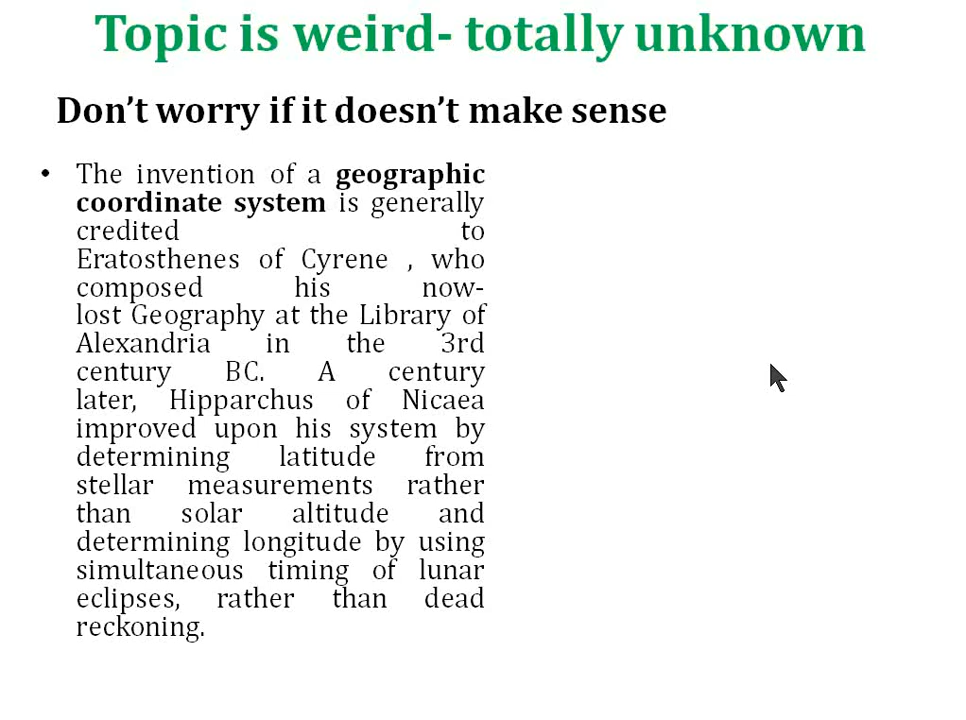 Topic is weird- totally unknown
Don’t worry if it doesn’t make sense
• The invention of a geographic
coordinate system is generally
credited to
Eratosthenes of Cyrene , who
composed his now-
lost Geography at the Library of
Alexandria in the 3rd
century BC. A century
later, Hipparchus of Nicaea
improved upon his system by
determining latitude from
stellar measurements rather
than solar altitude and
determining longitude by using
simultaneous timing of lunar
eclipses, rather than dead
reckoning.